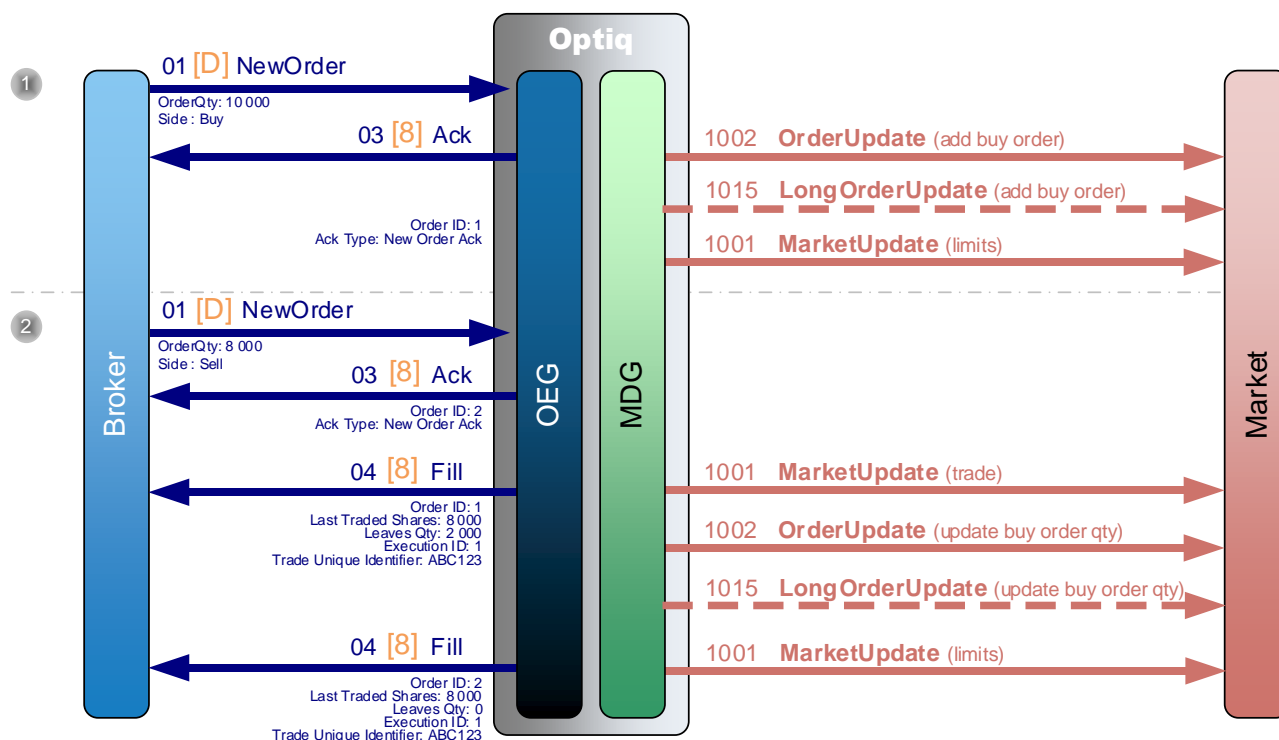 Optiq
1
01 [D] NewOrder
OrderQty: 10 000
Side : Buy
03 [8] Ack
1002 OrderUpdate (add buy order)
1015 LongOrderUpdate (add buy order)
Order ID: 1
Ack Type: New Order Ack
1001 MarketUpdate (limits)
2
01 [D] NewOrder
OrderQty: 8 000
Side : Sell
03 [8] Ack
Order ID: 2
Ack Type: New Order Ack
Broker
OEG
MDG
Market
04 [8] Fill
1001 MarketUpdate (trade)
Order ID: 1
Last Traded Shares: 8 000
Leaves Qty: 2 000
Execution ID: 1
Trade Unique Identifier: ABC123
1002 OrderUpdate (update buy order qty)
1015 LongOrderUpdate (update buy order qty)
04 [8] Fill
1001 MarketUpdate (limits)
Order ID: 2
Last Traded Shares: 8 000
Leaves Qty: 0
Execution ID: 1
Trade Unique Identifier: ABC123